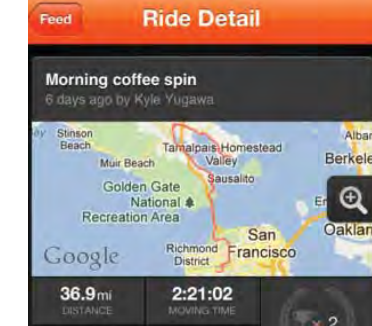 Feed
Ride Detail
Morning coffee spin
6 days ago by Kyle Yugawa
Stinson
Beach
Tamalpais-Homestead
Valley
Muir Beach
Sausalito
Golden Gate
National
Recreation Area
Berkele
Oaklan
San
Francisco
Richmond
District
Google
36.9mi
DISTANCE
2:21:02
MOVING TIME
x 2